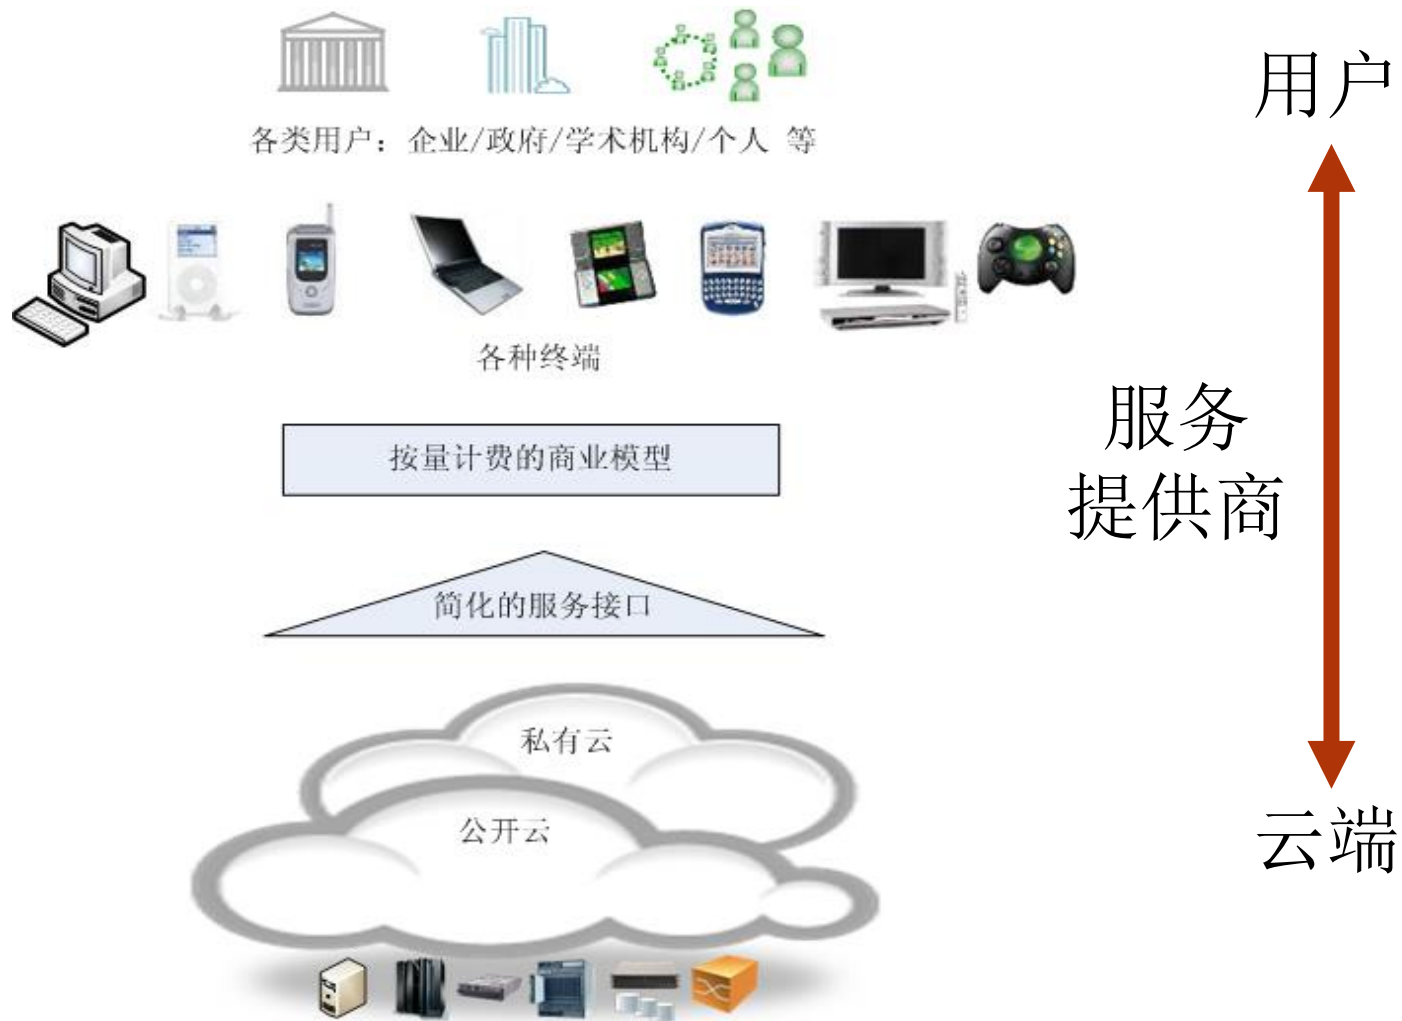 用户
各类用户：企业/政府/学术机构/个人 等
各种终端
服务
提供商
按量计费的商业模型
简化的服务接口
私有云
公开云
云端